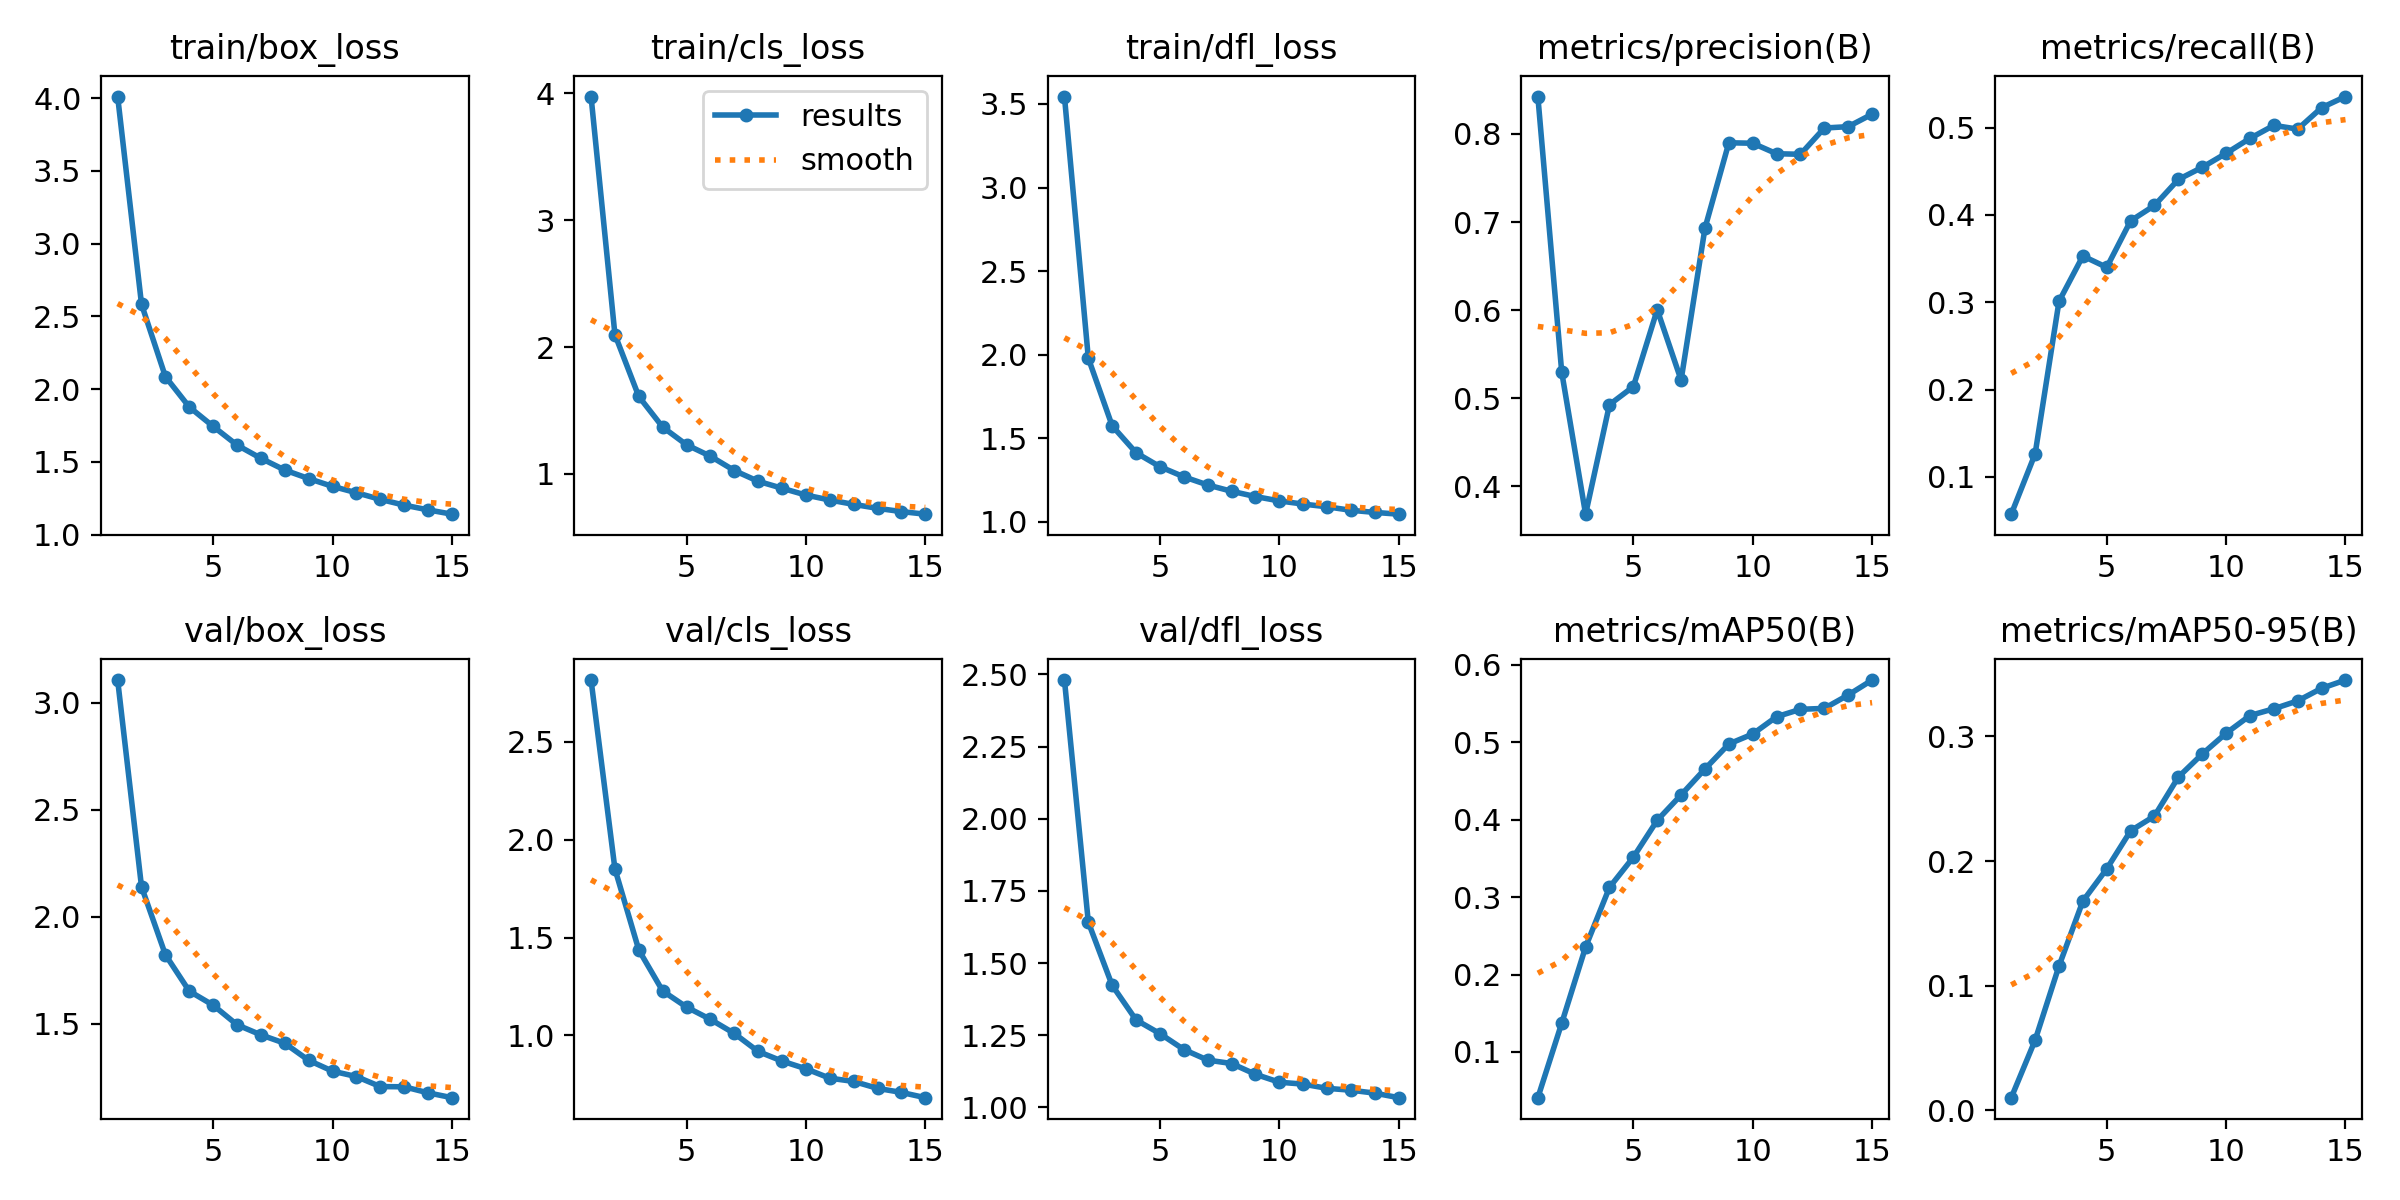 train/box_loss
4.0
3.5
3.0
2.5
2.0
1.5
1.0
5 10 15
train/cls_loss
results
smooth
4
3
2
1
5 10 15
train/dfl_loss
3.5
3.0
2.5
2.0
1.5
1.0
5 10 15
metrics/precision(B)
0.8
0.7
0.6
0.5
0.4
5 10 15
metrics/recall(B)
0.5
0.4
0.3
0.2
0.1
5 10 15
val/box_loss
3.0
2.5
2.0
1.5
5 10 15
val/cls_loss
2.5
2.0
1.5
1.0
5 10 15
val/dfl_loss
2.50
2.25
2.00
1.75
1.50
1.25
1.00
5 10 15
metrics/mAP50(B)
0.6
0.5
0.4
0.3
0.2
0.1
5 10 15
metrics/mAP50-95(B)
0.3
0.2
0.1
0.0
5 10 15